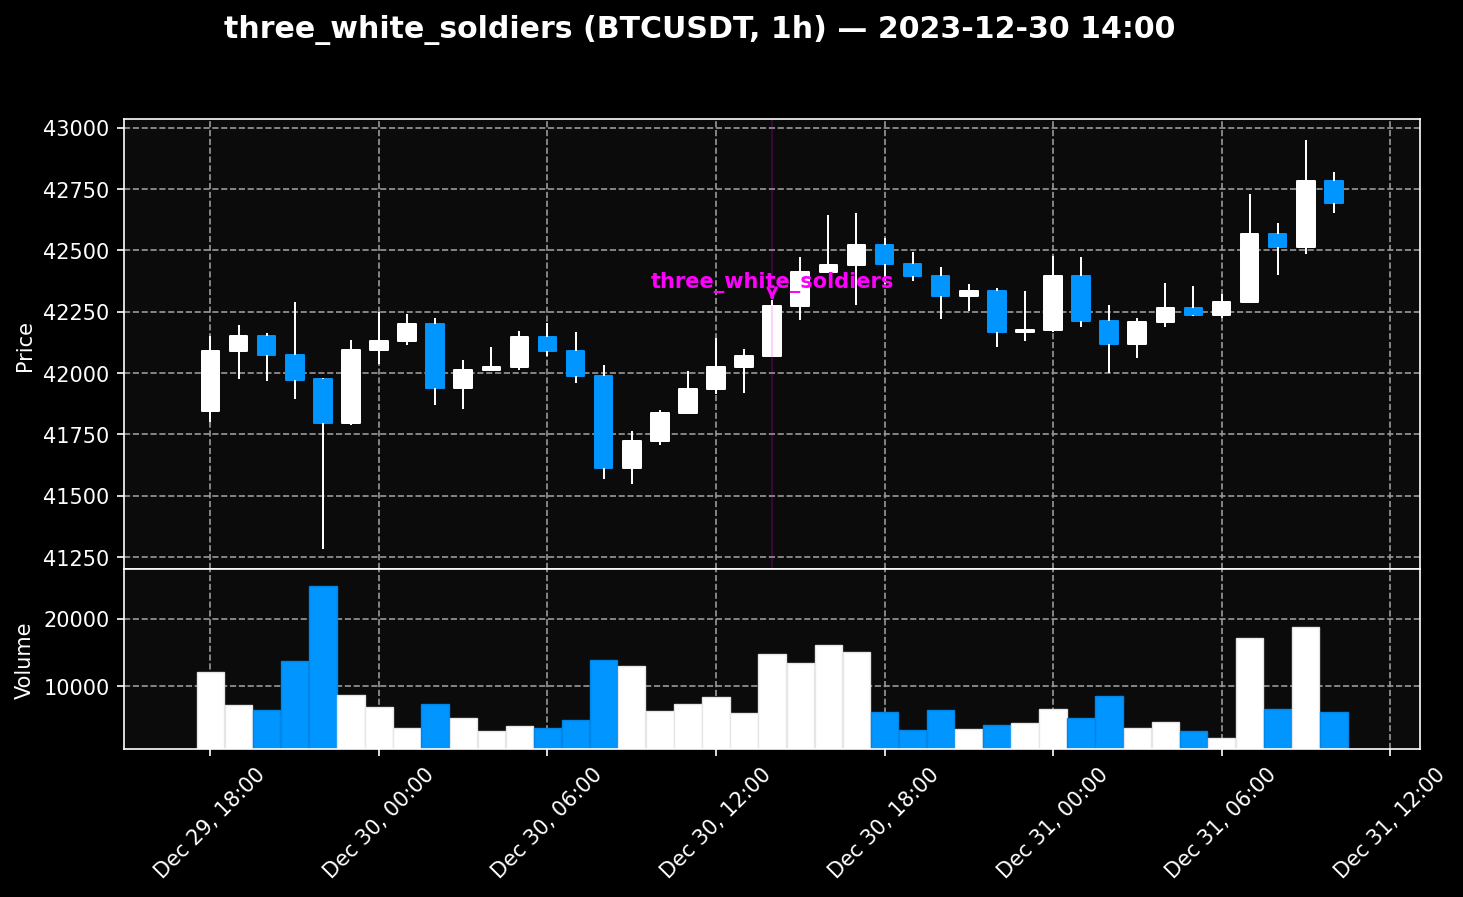 three_white_soldiers (BTCUSDT, 1h) — 2023-12-30 14:00
43000
42750
42500
42250
42000
41750
41500
41250
Price
three_white_soldiers
20000
10000
Volume
Dec 29, 18:00
Dec 30, 00:00
Dec 30, 06:00
Dec 30, 12:00
Dec 30, 18:00
Dec 31, 00:00
Dec 31, 06:00
Dec 31, 12:00